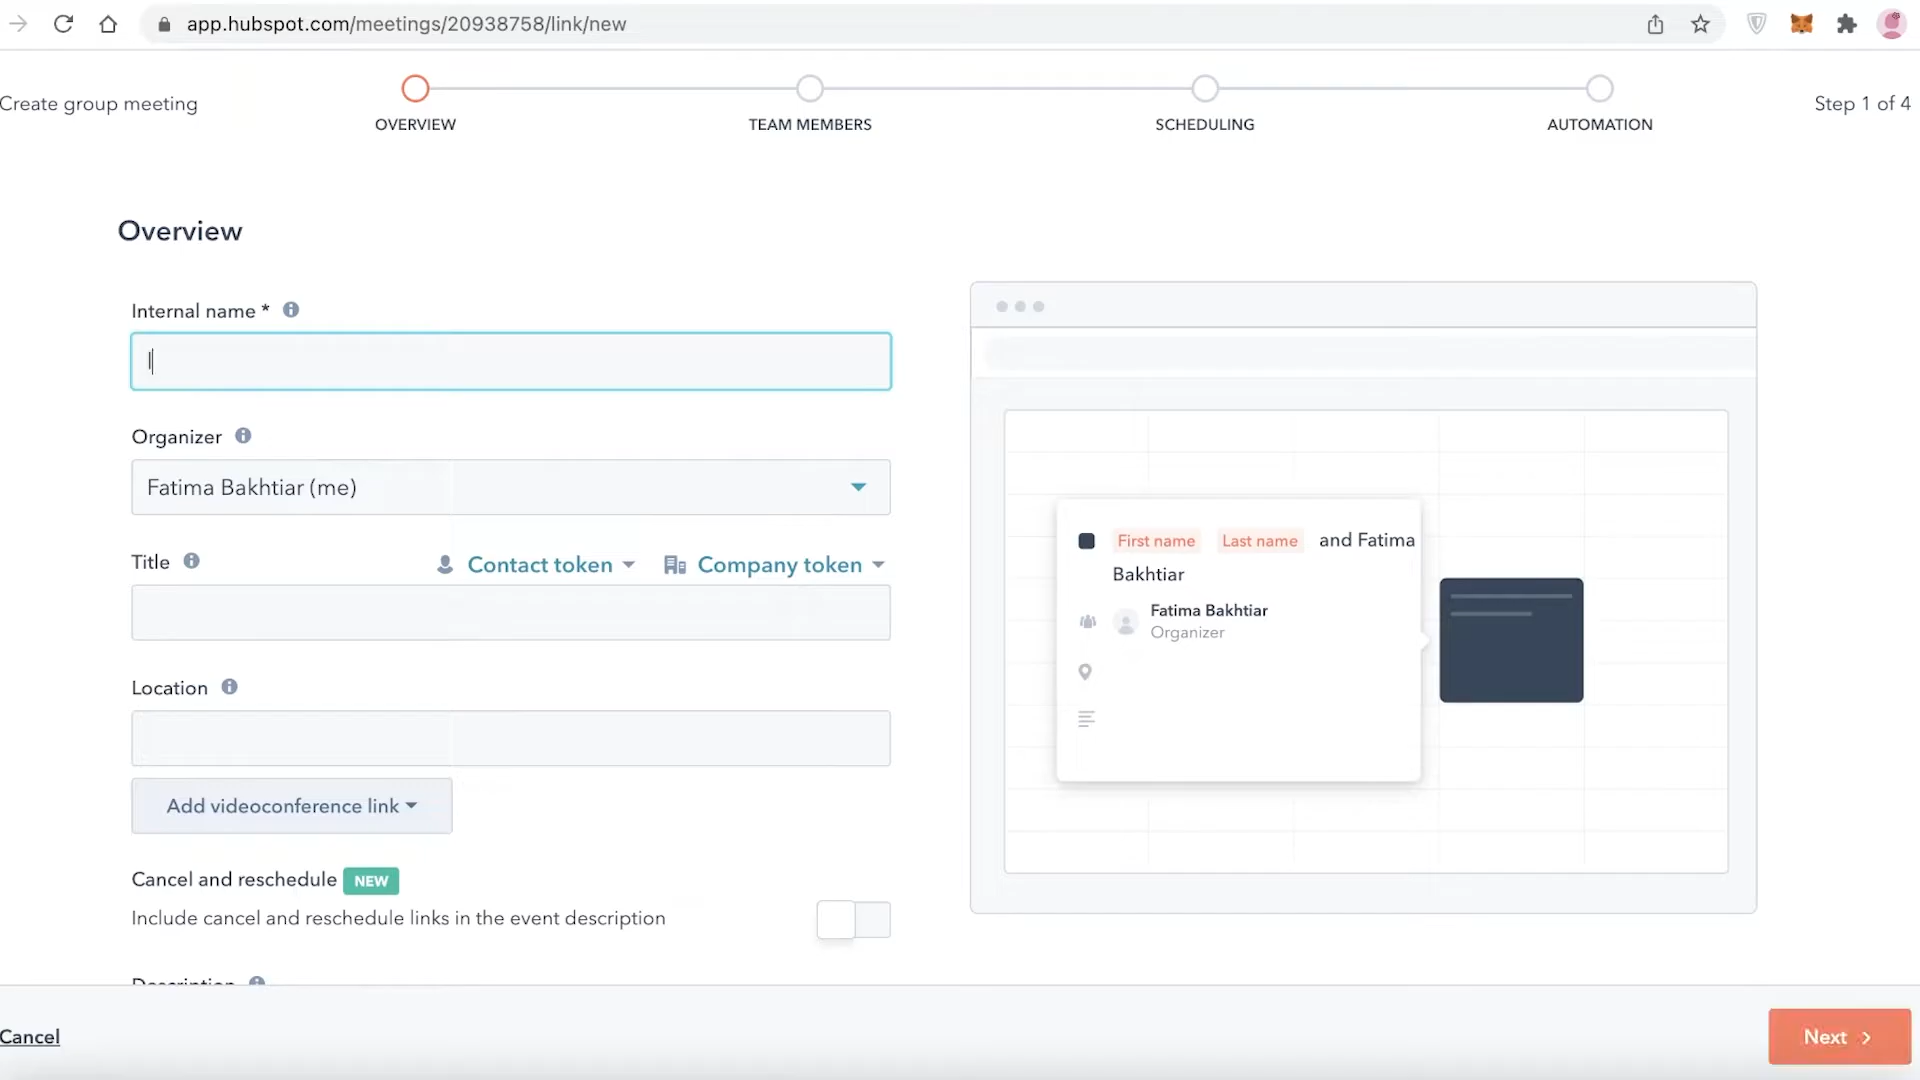 app.hubspot.com/meetings/20938758/link/new
Create group meeting
OVERVIEW
TEAM MEMBERS
SCHEDULING
AUTOMATION
Step 1 of 4
Overview
Internal name *
Organizer
Fatima Bakhtiar (me)
Title
Contact token
Company token
Location
Add videoconference link
Cancel and reschedule NEW
Include cancel and reschedule links in the event description
Description
First name Last name and Fatima
Bakhtiar
Fatima Bakhtiar
Organizer
Cancel
Next